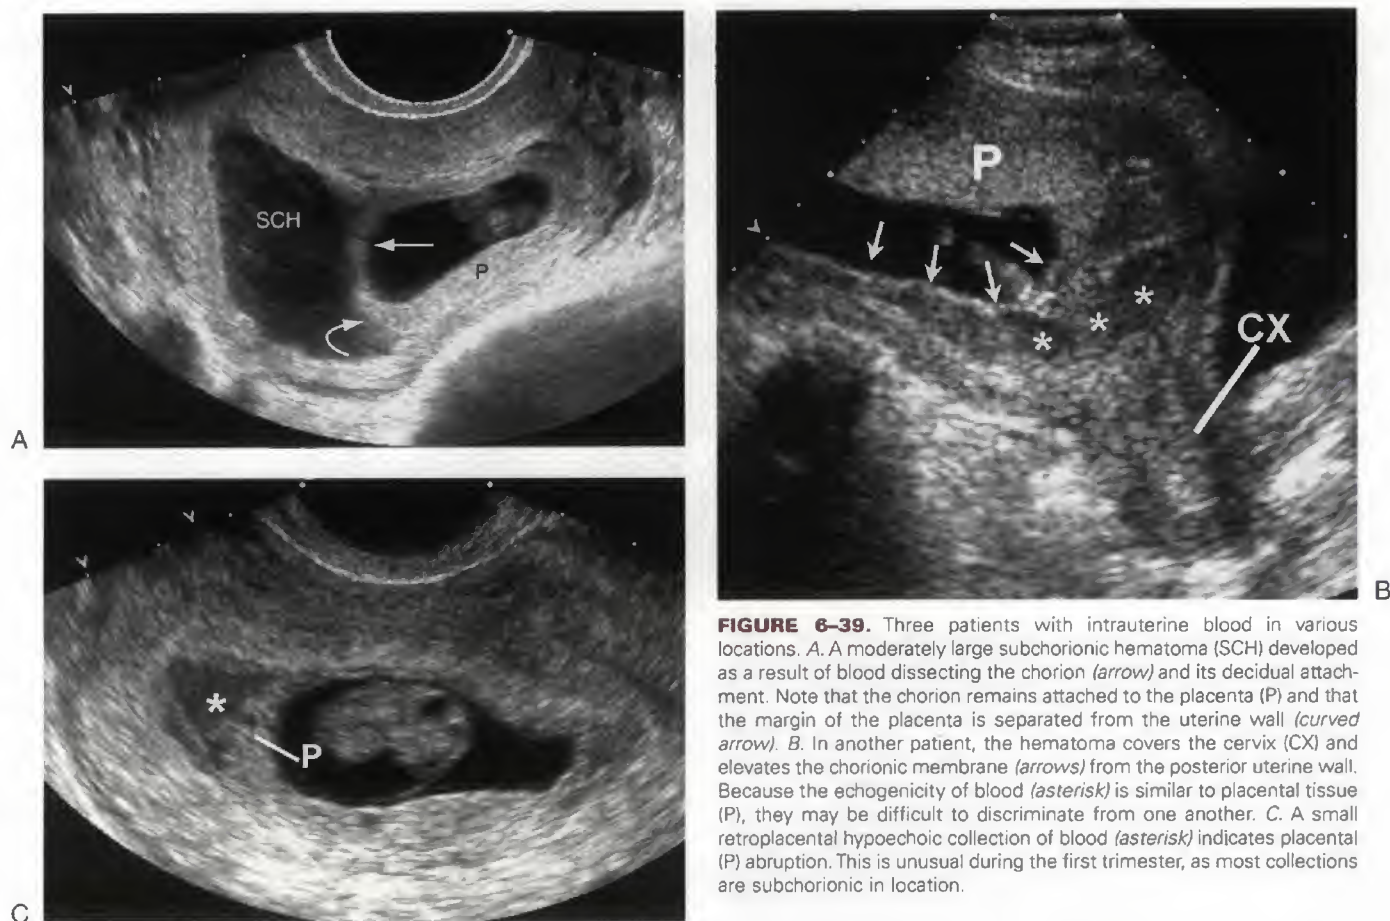 SCH
P
A
P
CX
B
P
C
FIGURE 6–39. Three patients with intrauterine blood in various
locations. A. A moderately large subchorionic hematoma (SCH) developed
as a result of blood dissecting the chorion (arrow) and its decidual attach-
ment. Note that the chorion remains attached to the placenta (P) and that
the margin of the placenta is separated from the uterine wall (curved
arrow). B. In another patient, the hematoma covers the cervix (CX) and
elevates the chorionic membrane (arrows) from the posterior uterine wall.
Because the echogenicity of blood (asterisk) is similar to placental tissue
(P), they may be difficult to discriminate from one another. C. A small
retroplacental hypoechoic collection of blood (asterisk) indicates placental
(P) abruption. This is unusual during the first trimester, as most collections
are subchorionic in location.